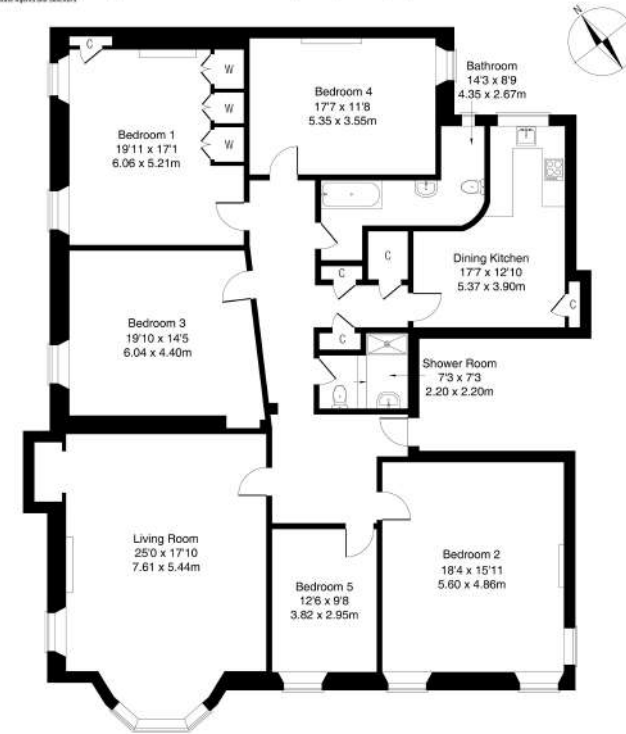 N
C
W
W
W
Bedroom 1
19'11 x 17'1
6.06 x 5.21m
Bedroom 4
17'7 x 11'8
5.35 x 3.55m
Bathroom
14'3 x 8'9
4.35 x 2.67m
Dining Kitchen
17'7 x 12'10
5.37 x 3.90m
C
C
C
C
Bedroom 3
19'10 x 14'5
6.04 x 4.40m
Shower Room
7'3 x 7'3
2.20 x 2.20m
Living Room
25'0 x 17'10
7.61 x 5.44m
Bedroom 5
12'6 x 9'8
3.82 x 2.95m
Bedroom 2
18'4 x 15'11
5.60 x 4.86m